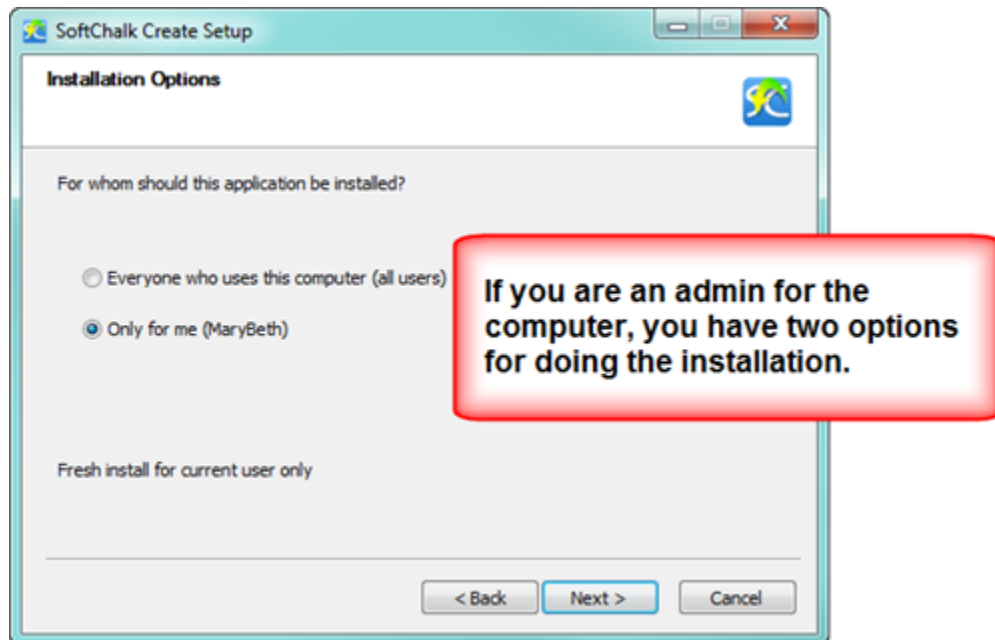 SoftChalk Create Setup
Installation Options
For whom should this application be installed?
Everyone who uses this computer (all users)
Only for me (MaryBeth)
If you are an admin for the
computer, you have two options
for doing the installation.
Fresh install for current user only
< Back Next > Cancel